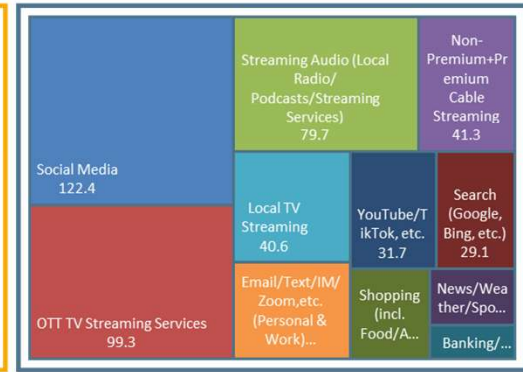 Social Media
122.4
OTT TV Streaming Services
99.3
Streaming Audio (Local
Radio/
Podcasts/Streaming
Services)
79.7
Non-
Premium+Pr
emium
Cable
Streaming
41.3
Local TV
Streaming
40.6
YouTube/T
ikTok, etc.
31.7
Search
(Google,
Bing, etc.)
29.1
Email/Text/IM/
Zoom,etc.
(Personal &
Work)...
Shopping
(incl.
Food/A...
News/Wea
ther/Spo...
Banking/...